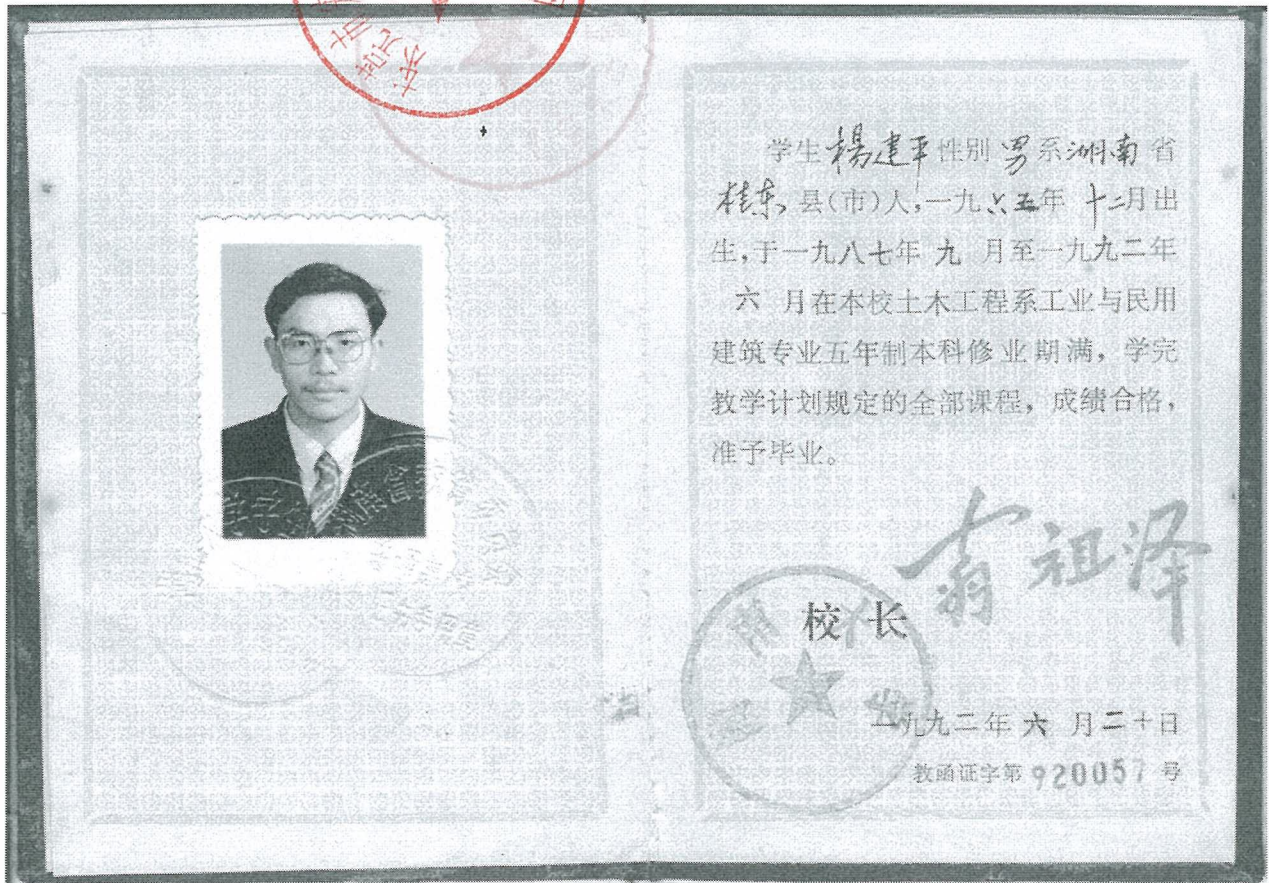 学生楊建平性别男系湖南省
桂东县(市)人,一九六五年十二月出
生,于一九八七年九月至一九九二年
六月在本校土木工程系工业与民用
建筑专业五年制本科修业期满,学完
教学计划规定的全部课程,成绩合格,
准予毕业。
校长 翁祖泽
一九九二年六月二十日
教函证字第920057号